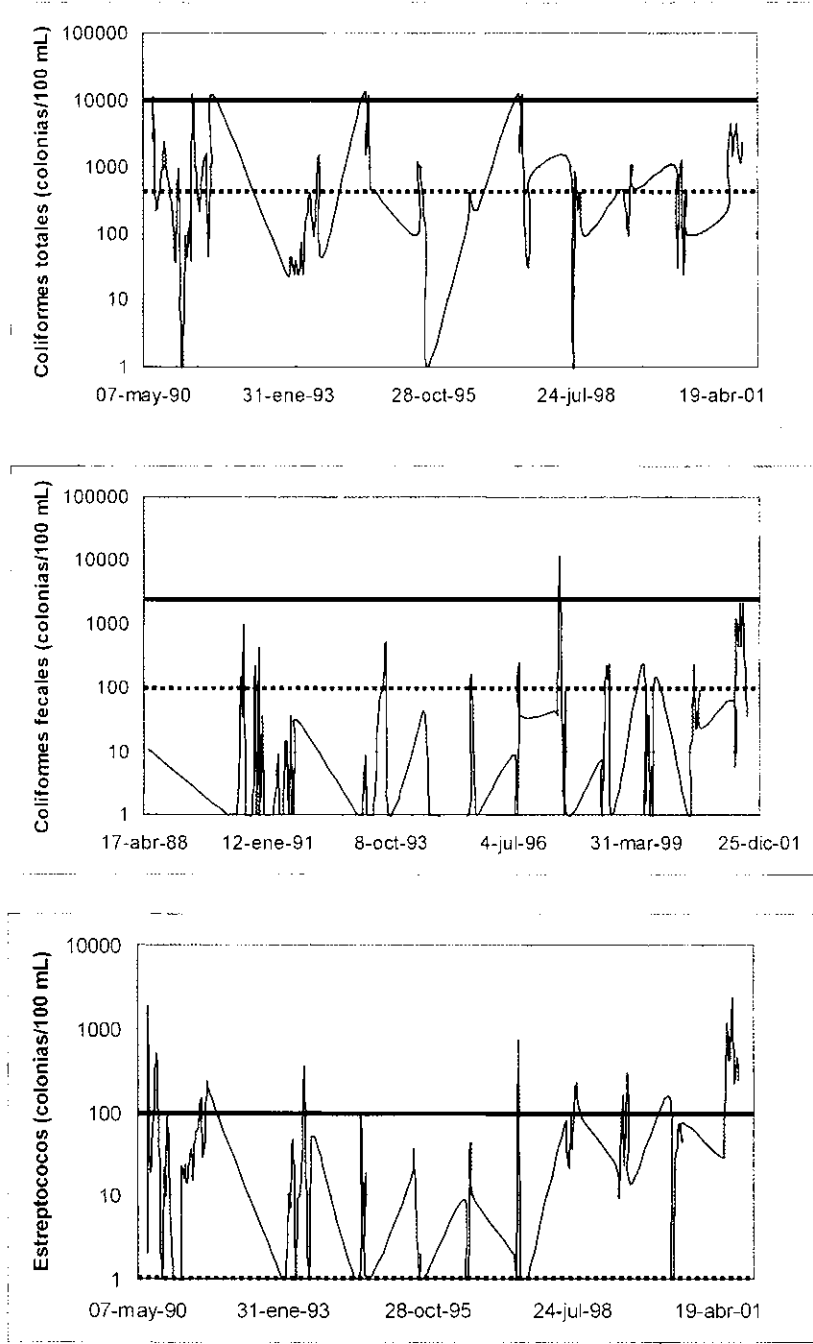 Coliformes totales (colonias/100 mL)
100000
10000
1000
100
10
1
07-may-90 31-ene-93 28-oct-95 24-jul-98 19-abr-01
Coliformes fecales (colonias/100 mL)
100000
10000
1000
100
10
1
17-abr-88 12-ene-91 8-oct-93 4-jul-96 31-mar-99 25-dic-01
Estreptococos (colonias/100 mL)
10000
1000
100
10
1
07-may-90 31-ene-93 28-oct-95 24-jul-98 19-abr-01